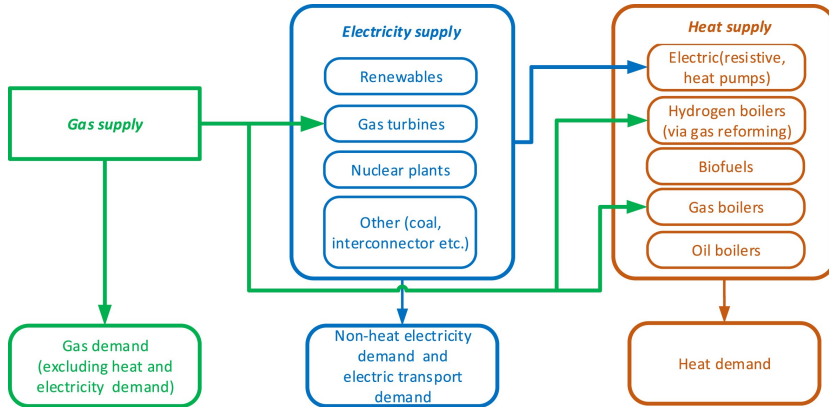 Gas supply
Gas demand
(excluding heat and
electricity demand)
Electricity supply
Renewables
Gas turbines
Nuclear plants
Other (coal,
interconnector etc.)
Non-heat electricity
demand and
electric transport
demand
Heat supply
Electric(resistive,
heat pumps)
Hydrogen boilers
(via gas reforming)
Biofuels
Gas boilers
Oil boilers
Heat demand